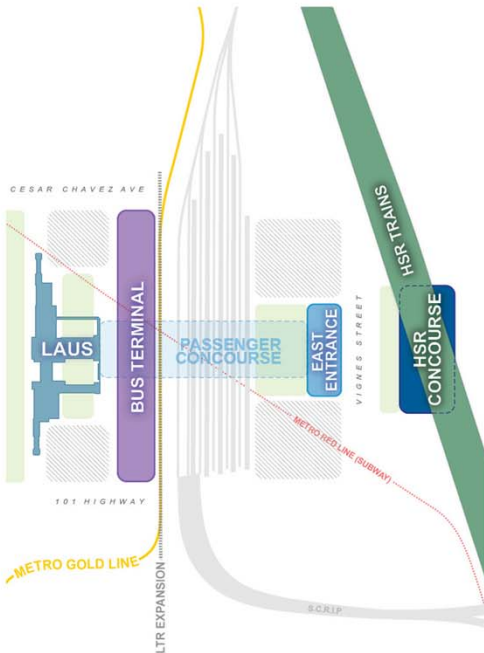 CESAR CHAVEZ AVE
HSR TRAINS
LAUS
BUS TERMINAL
PASSENGER
CONCOURSE
EAST
ENTRANCE
VIGNES STREET
HSR
CONCOURSE
METRO RED LINE (SUBWAY)
101 HIGHWAY
METRO GOLD LINE
LTR EXPANSION
S.C.R.I.P